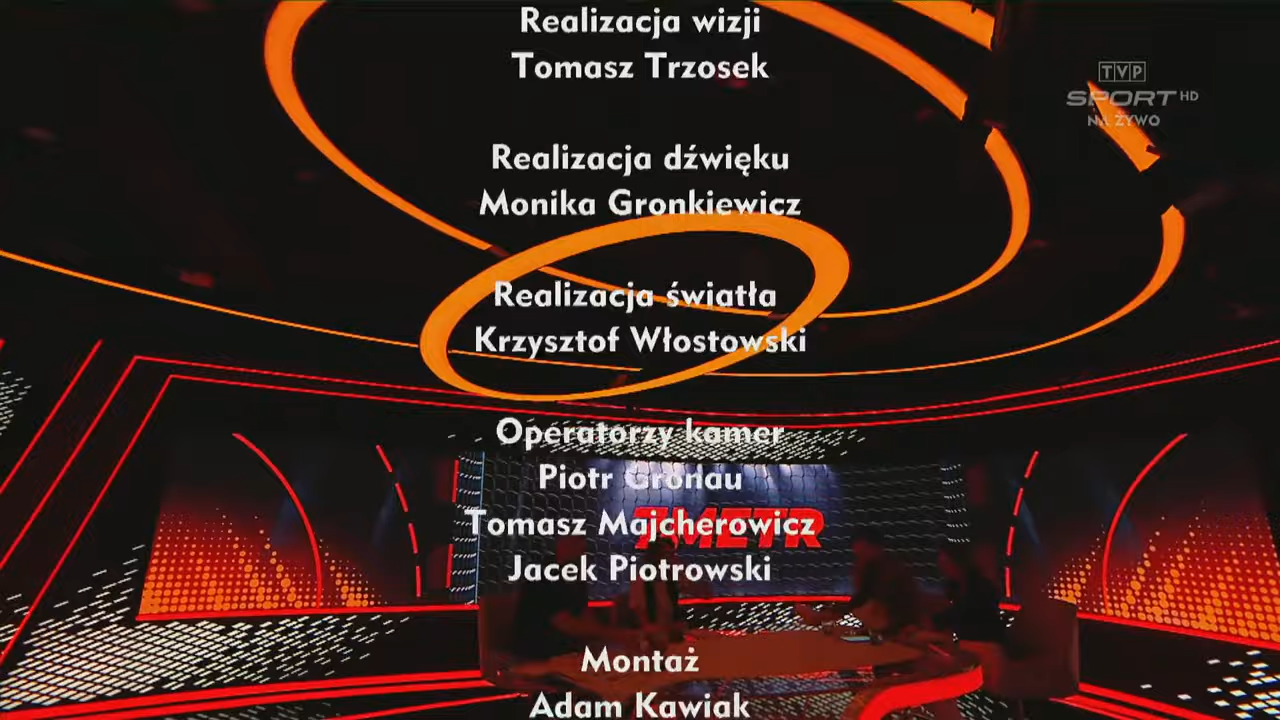 Realizacja wizji
Tomasz Trzosek
TVP
SPORT HD
NA ŻYWO
Realizacja dźwięku
Monika Gronkiewicz
Realizacja światła
Krzysztof Włostowski
Operatorzy kamer
Piotr Gronau
Tomasz Majcherowicz
Jacek Piotrowski
7METR
Montaż
Adam Kawiak